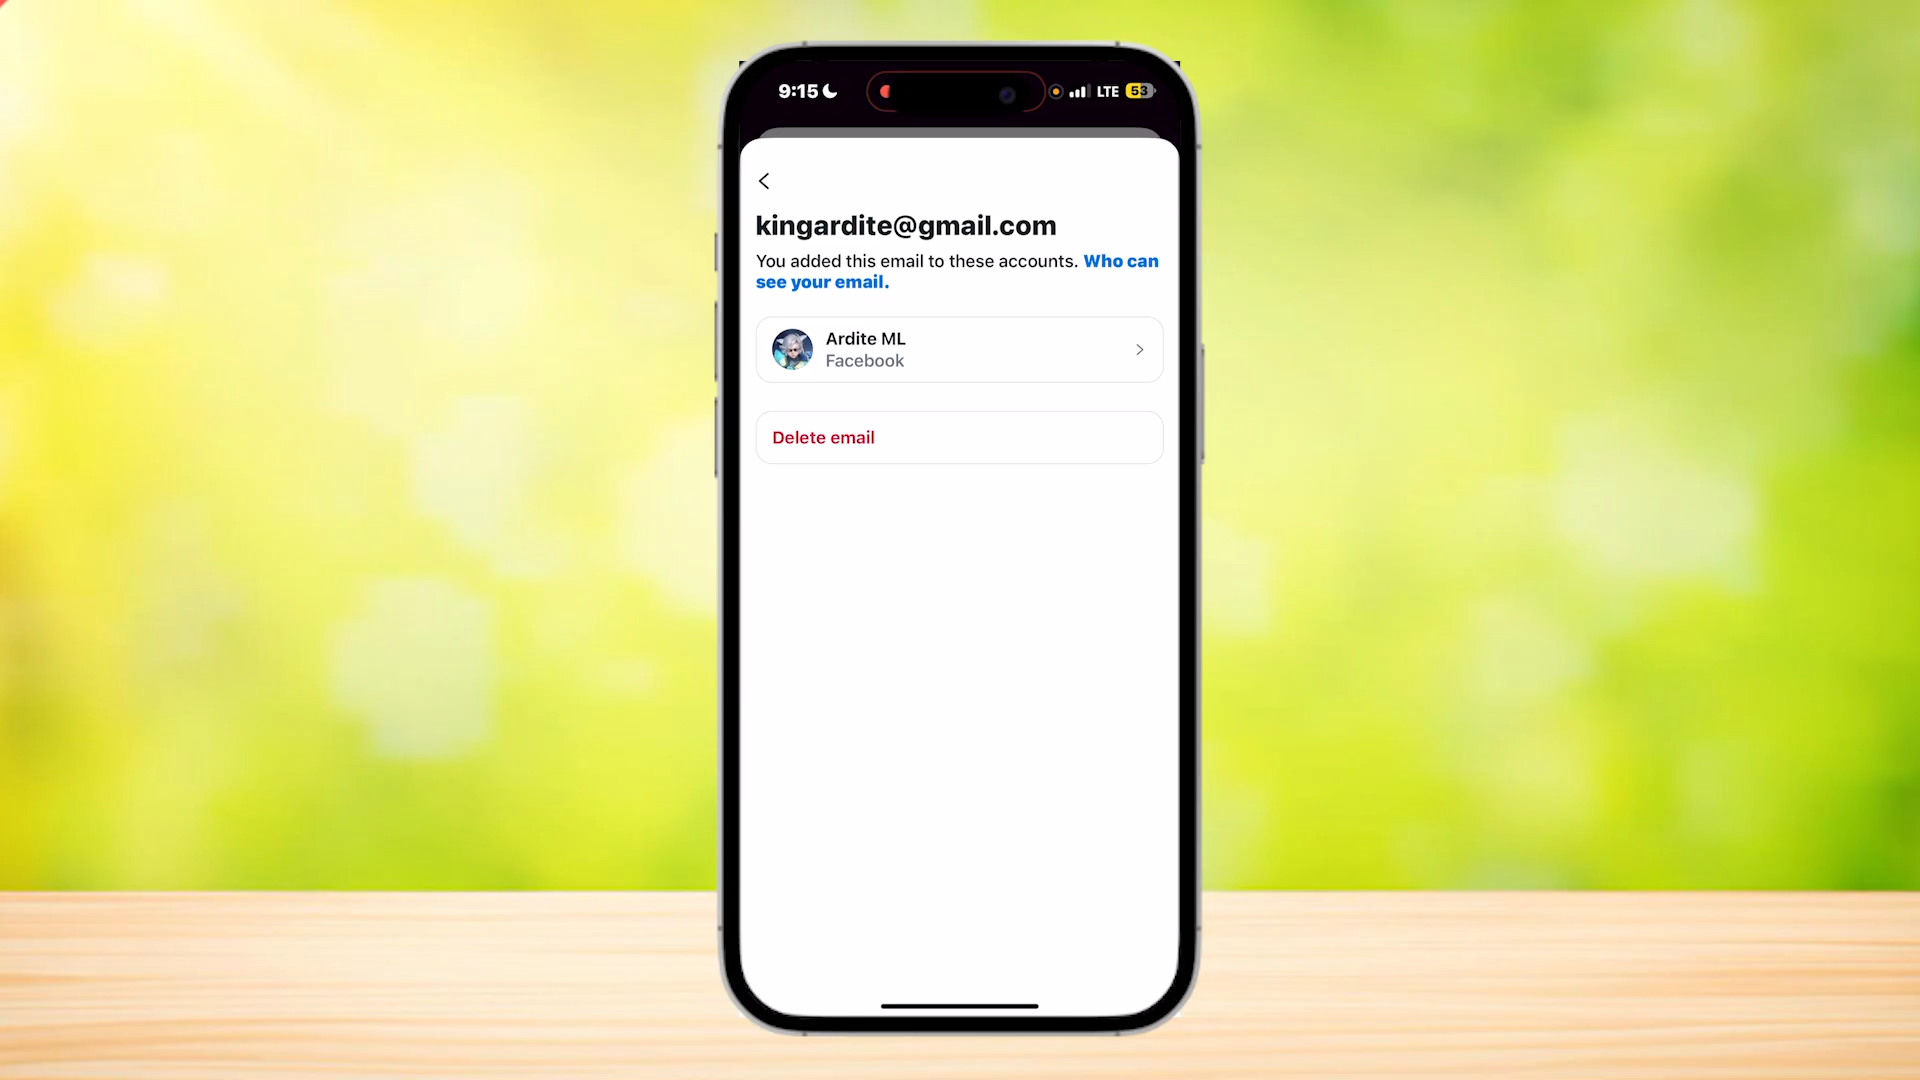 9:15 LTE 53
kingardite@gmail.com
You added this email to these accounts. Who can
see your email.
Ardite ML
Facebook
Delete email